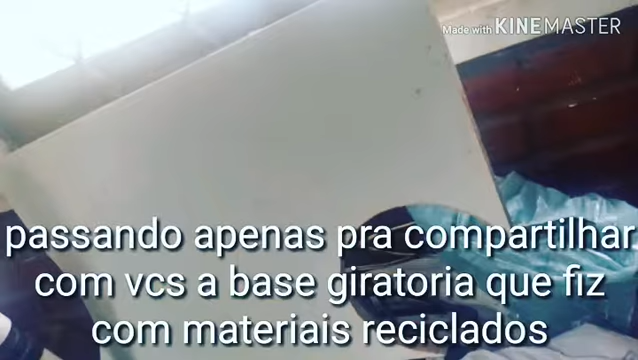 Made with KINEMASTER
passando apenas pra compartilhar
com vcs a base giratoria que fiz
com materiais reciclados